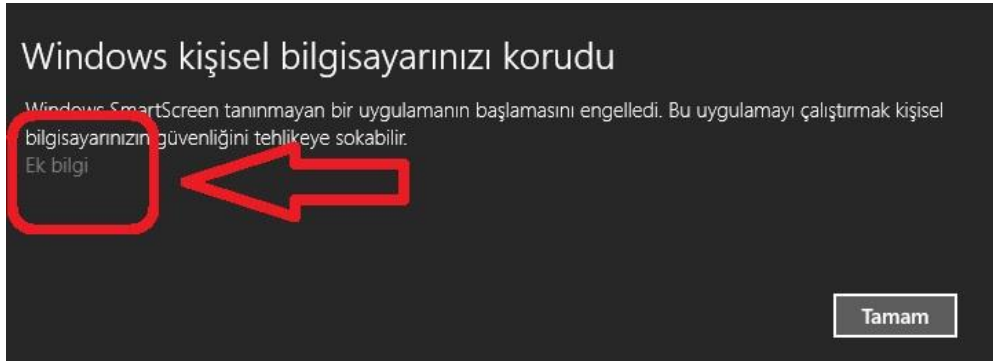 Windows kişisel bilgisayarınızı korudu
Windows SmartScreen tanınmayan bir uygulamanın başlamasını engelledi. Bu uygulamayı çalıştırmak kişisel
bilgisayarınızın güvenliğini tehlikeye sokabilir.
Ek bilgi
Tamam